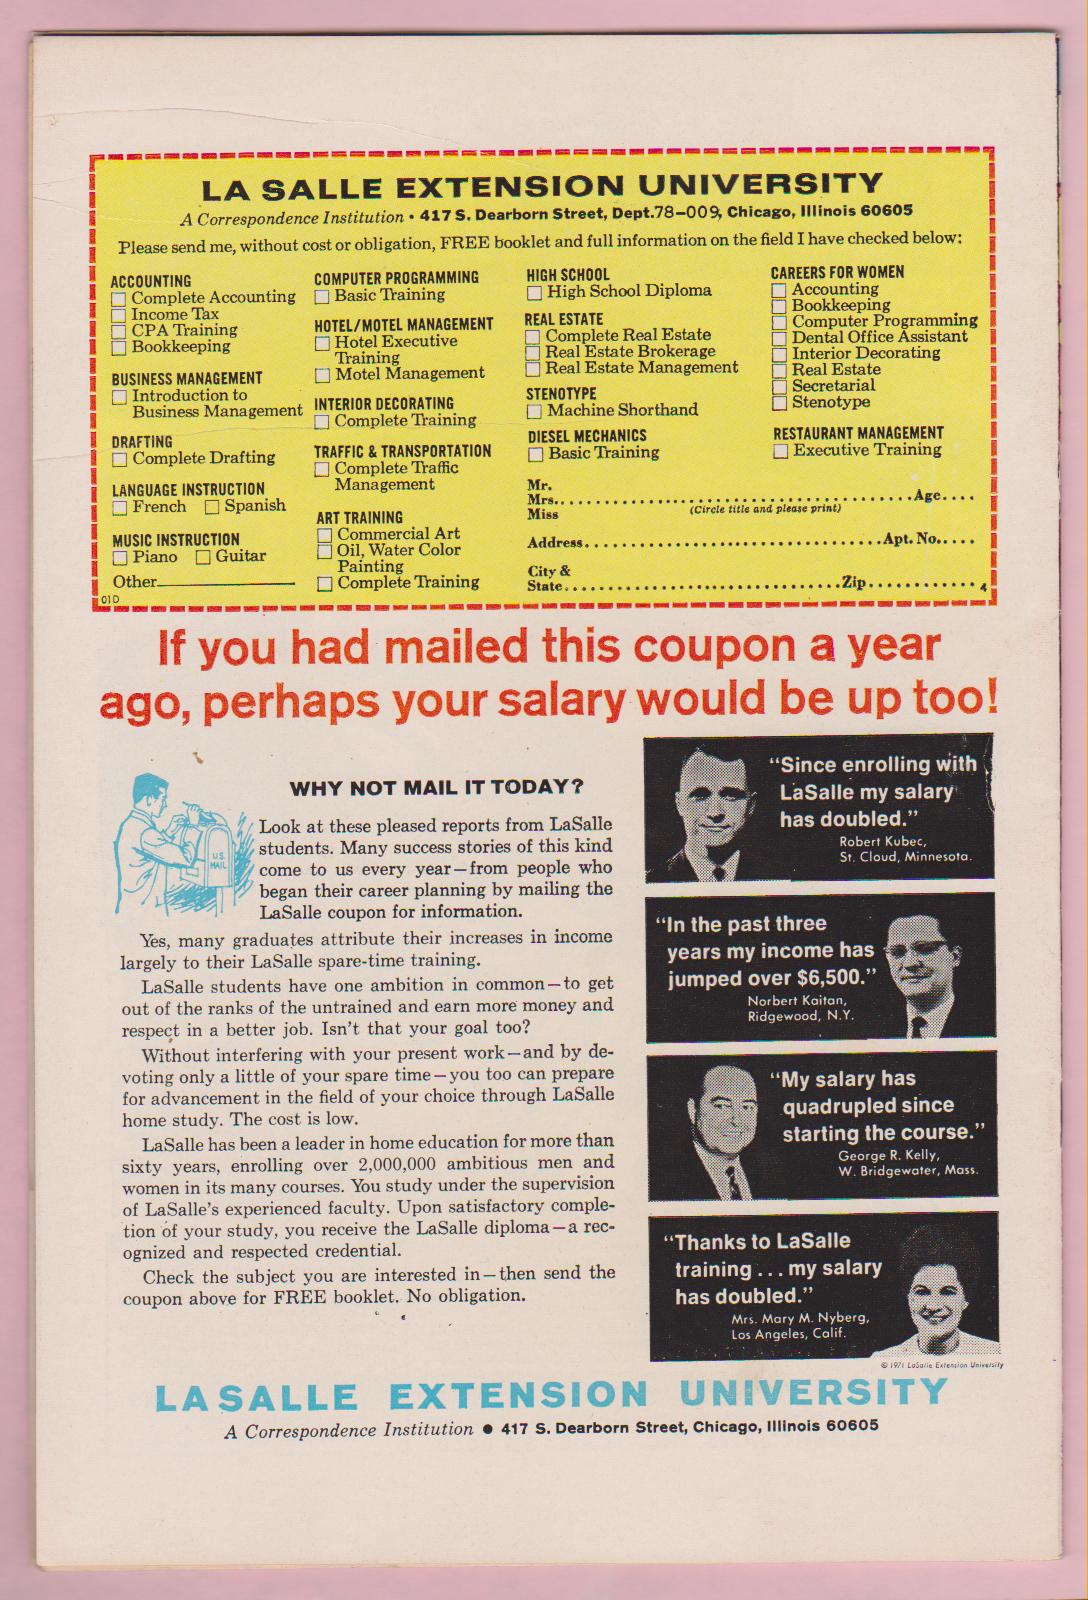 LA SALLE EXTENSION UNIVERSITY
A Correspondence Institution • 417 S. Dearborn Street, Dept.78-009, Chicago, Illinois 60605
Please send me, without cost or obligation, FREE booklet and full information on the field I have checked below:
ACCOUNTING
Complete Accounting
Income Tax
CPA Training
Bookkeeping
BUSINESS MANAGEMENT
Introduction to
Business Management
DRAFTING
Complete Drafting
LANGUAGE INSTRUCTION
French Spanish
MUSIC INSTRUCTION
Piano Guitar
Other
01D
COMPUTER PROGRAMMING
Basic Training
HOTEL/MOTEL MANAGEMENT
Hotel Executive
Training
Motel Management
INTERIOR DECORATING
Complete Training
TRAFFIC & TRANSPORTATION
Complete Traffic
Management
ART TRAINING
Commercial Art
Oil, Water Color
Painting
Complete Training
HIGH SCHOOL
High School Diploma
REAL ESTATE
Complete Real Estate
Real Estate Brokerage
Real Estate Management
STENOTYPE
Machine Shorthand
DIESEL MECHANICS
Basic Training
CAREERS FOR WOMEN
Accounting
Bookkeeping
Computer Programming
Dental Office Assistant
Interior Decorating
Real Estate
Secretarial
Stenotype
RESTAURANT MANAGEMENT
Executive Training
Mr.
Mrs. Age
Miss (Circle title and please print)
Address Apt. No.
City &
State Zip 4
If you had mailed this coupon a year
ago, perhaps your salary would be up too!
WHY NOT MAIL IT TODAY?
U.S.
MAIL
Look at these pleased reports from LaSalle
students. Many success stories of this kind
come to us every year—from people who
began their career planning by mailing the
LaSalle coupon for information.
Yes, many graduates attribute their increases in income
largely to their LaSalle spare-time training.
LaSalle students have one ambition in common—to get
out of the ranks of the untrained and earn more money and
respect in a better job. Isn't that your goal too?
Without interfering with your present work—and by de-
voting only a little of your spare time—you too can prepare
for advancement in the field of your choice through LaSalle
home study. The cost is low.
LaSalle has been a leader in home education for more than
sixty years, enrolling over 2,000,000 ambitious men and
women in its many courses. You study under the supervision
of LaSalle's experienced faculty. Upon satisfactory comple-
tion of your study, you receive the LaSalle diploma—a rec-
ognized and respected credential.
Check the subject you are interested in—then send the
coupon above for FREE booklet. No obligation.
"Since enrolling with
LaSalle my salary
has doubled."
Robert Kubec,
St. Cloud, Minnesota.
"In the past three
years my income has
jumped over $6,500."
Norbert Kaitan,
Ridgewood, N.Y.
"My salary has
quadrupled since
starting the course."
George R. Kelly,
W. Bridgewater, Mass.
"Thanks to LaSalle
training . . . my salary
has doubled."
Mrs. Mary M. Nyberg,
Los Angeles, Calif.
© 1971 LaSalle Extension University
LA SALLE EXTENSION UNIVERSITY
A Correspondence Institution • 417 S. Dearborn Street, Chicago, Illinois 60605